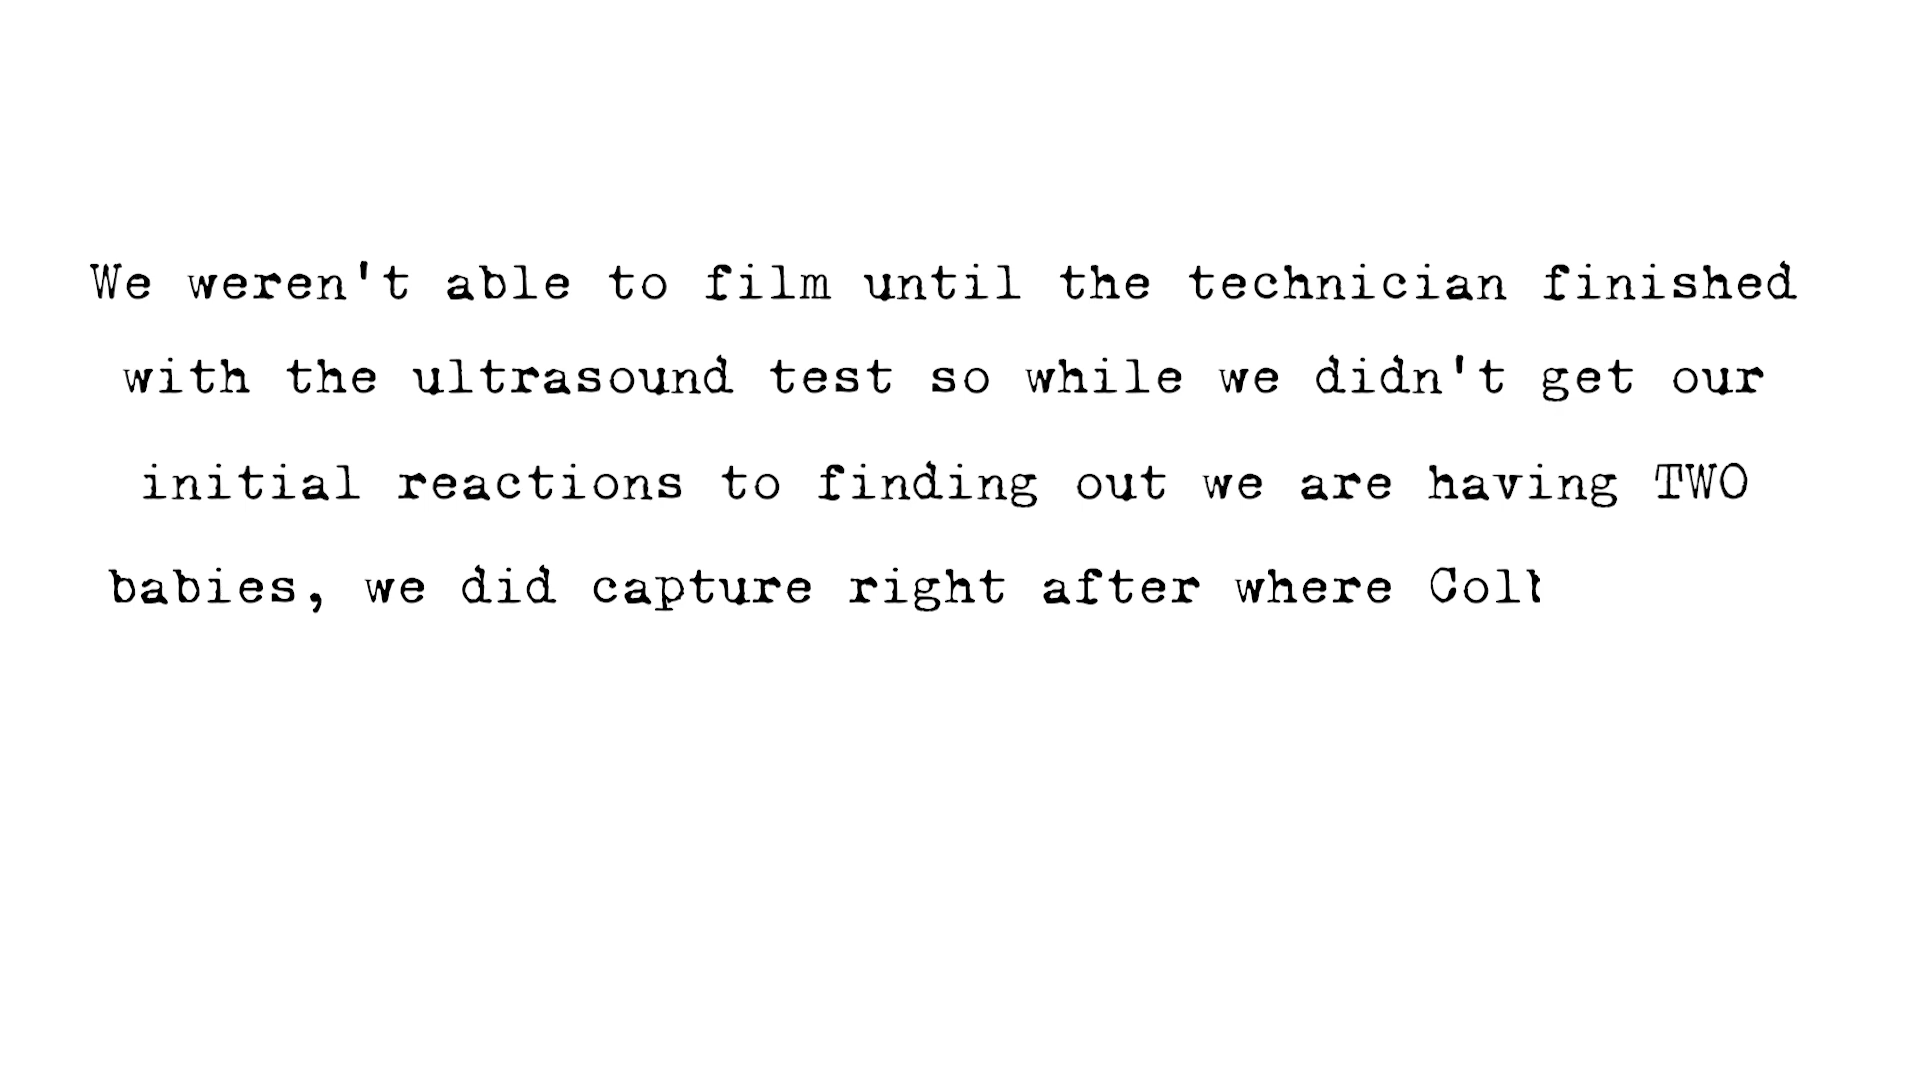 We weren't able to film until the technician finished
with the ultrasound test so while we didn't get our
initial reactions to finding out we are having TWO
babies, we did capture right after where